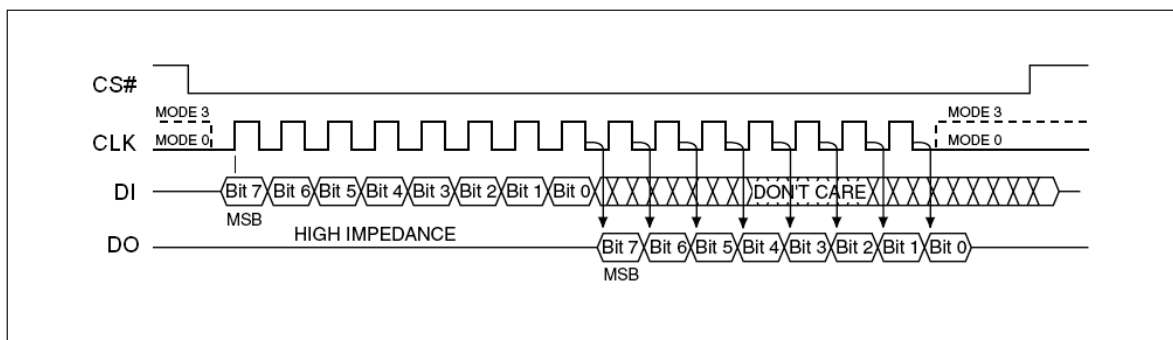 CS#
MODE 3 MODE 3
CLK MODE 0 MODE 0
DI Bit 7 Bit 6 Bit 5 Bit 4 Bit 3 Bit 2 Bit 1 Bit 0 DON'T CARE
MSB
HIGH IMPEDANCE
DO Bit 7 Bit 6 Bit 5 Bit 4 Bit 3 Bit 2 Bit 1 Bit 0
MSB